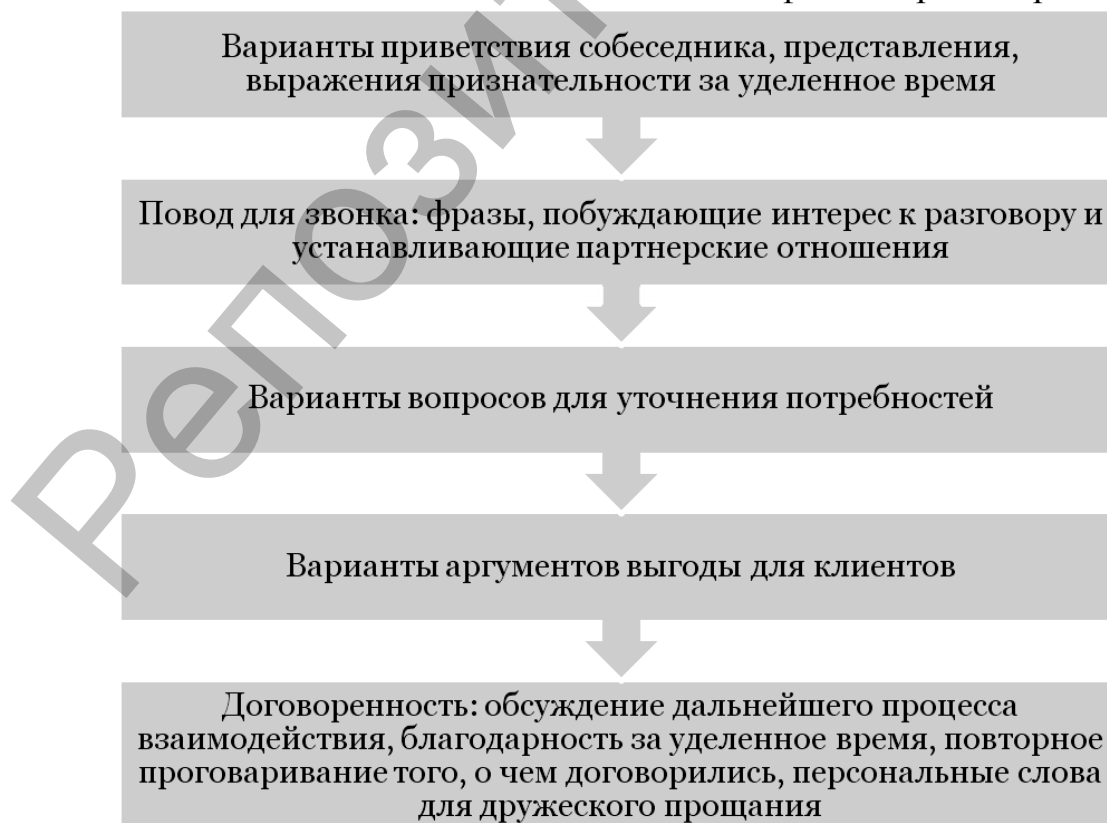 Варианты приветствия собеседника, представления,
выражения признательности за уделенное время
Повод для звонка: фразы, побуждающие интерес к разговору и
устанавливающие партнерские отношения
Варианты вопросов для уточнения потребностей
Варианты аргументов выгоды для клиентов
Договоренность: обсуждение дальнейшего процесса
взаимодействия, благодарность за уделенное время, повторное
проговаривание того, о чем договорились, персональные слова
для дружеского прощания